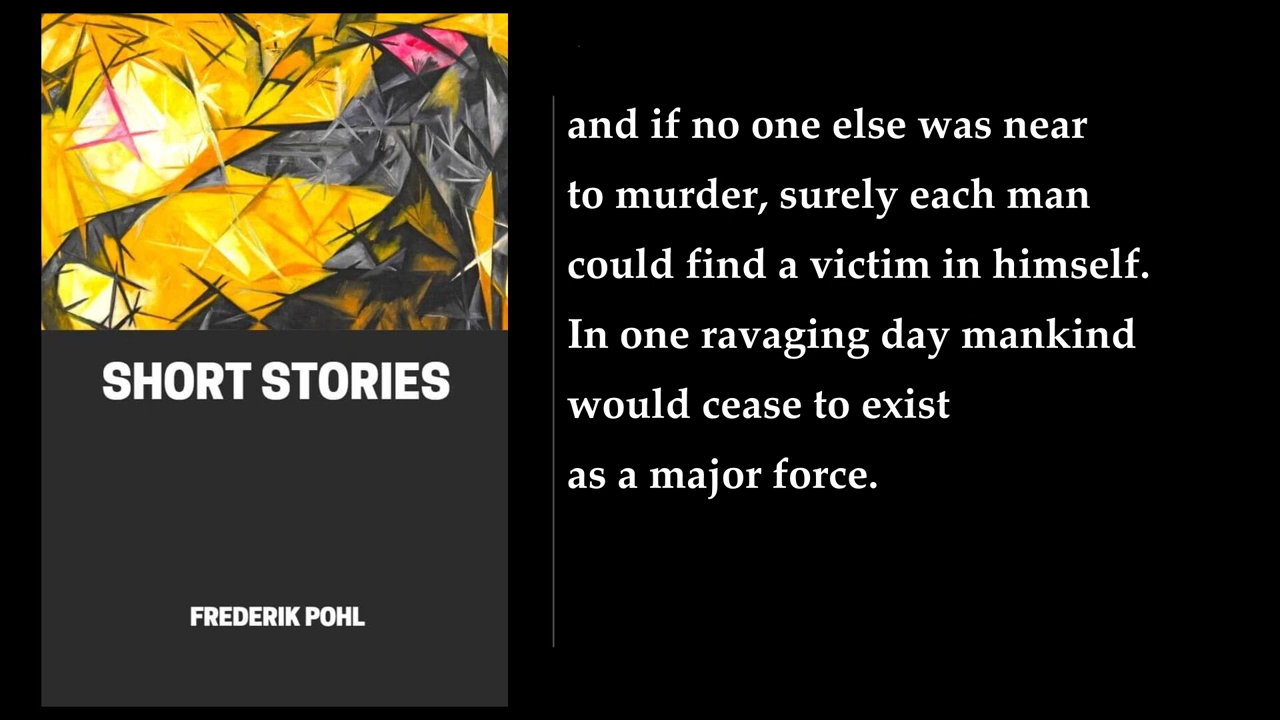 SHORT STORIES
FREDERIK POHL
and if no one else was near
to murder, surely each man
could find a victim in himself.
In one ravaging day mankind
would cease to exist
as a major force.